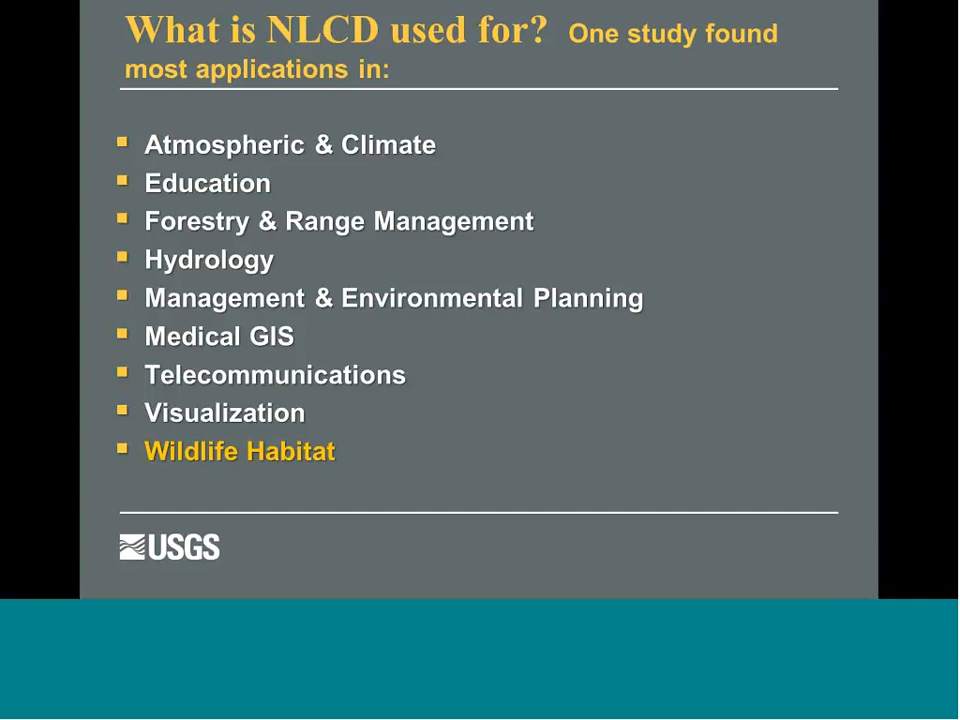 What is NLCD used for? One study found
most applications in:
Atmospheric & Climate
Education
Forestry & Range Management
Hydrology
Management & Environmental Planning
Medical GIS
Telecommunications
Visualization
Wildlife Habitat
USGS